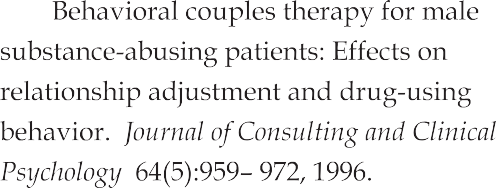 Behavioral couples therapy for male
substance-abusing patients: Effects on
relationship adjustment and drug-using
behavior. Journal of Consulting and Clinical
Psychology 64(5):959– 972, 1996.